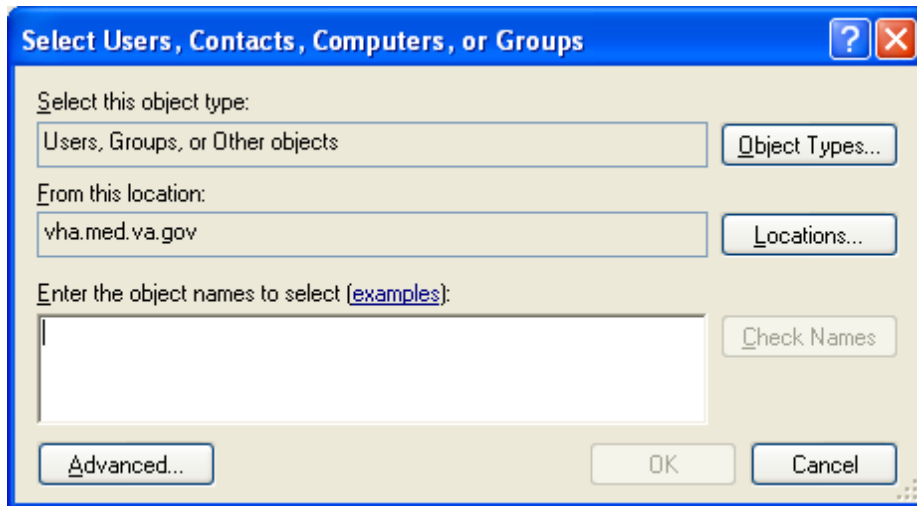 Select Users, Contacts, Computers, or Groups
?
Select this object type:
Users, Groups, or Other objects
Object Types...
From this location:
vha.med.va.gov
Locations...
Enter the object names to select (examples):
Check Names
Advanced...
OK
Cancel